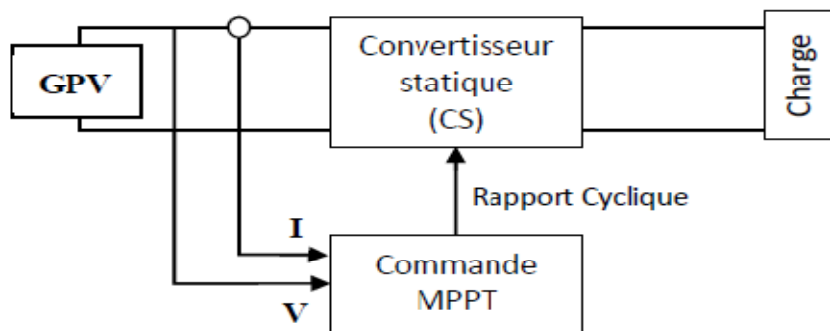 GPV
Convertisseur
statique
(CS)
Charge
Rapport Cyclique
I
V
Commande
MPPT